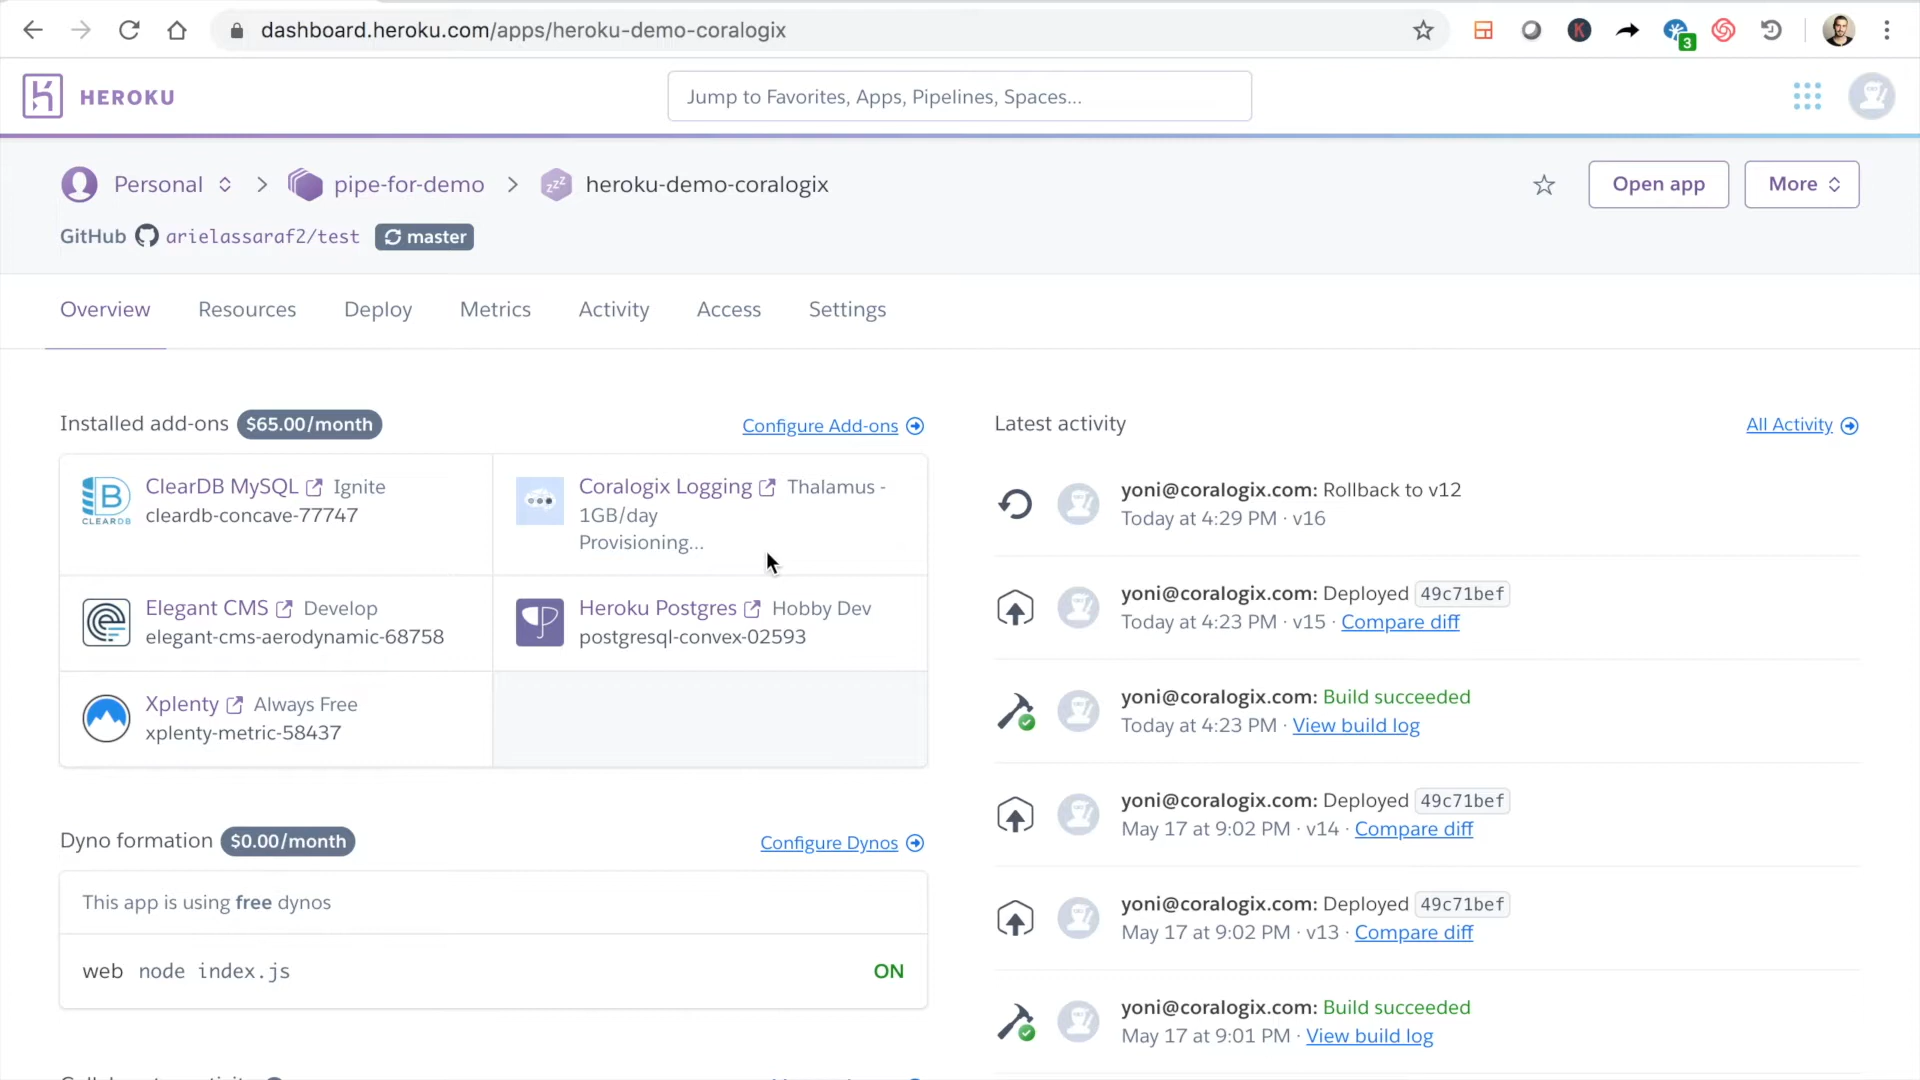 dashboard.heroku.com/apps/heroku-demo-coralogix
K
3
HEROKU
Jump to Favorites, Apps, Pipelines, Spaces...
Personal > pipe-for-demo > zzZ heroku-demo-coralogix
Open app
More
GitHub arielassaraf2/test master
Overview Resources Deploy Metrics Activity Access Settings
Installed add-ons $65.00/month
Configure Add-ons
ClearDB MySQL Ignite
cleardb-concave-77747
CLEARDB
Coralogix Logging Thalamus -
1GB/day
Provisioning...
Elegant CMS Develop
elegant-cms-aerodynamic-68758
Heroku Postgres Hobby Dev
postgresql-convex-02593
Xplenty Always Free
xplenty-metric-58437
Dyno formation $0.00/month
Configure Dynos
This app is using free dynos
web node index.js ON
Latest activity
All Activity
yoni@coralogix.com: Rollback to v12
Today at 4:29 PM · v16
yoni@coralogix.com: Deployed 49c71bef
Today at 4:23 PM · v15 · Compare diff
yoni@coralogix.com: Build succeeded
Today at 4:23 PM · View build log
yoni@coralogix.com: Deployed 49c71bef
May 17 at 9:02 PM · v14 · Compare diff
yoni@coralogix.com: Deployed 49c71bef
May 17 at 9:02 PM · v13 · Compare diff
yoni@coralogix.com: Build succeeded
May 17 at 9:01 PM · View build log